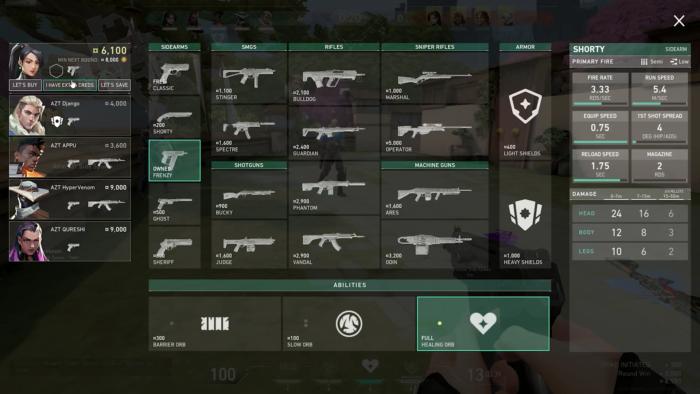 6,100
MIN NEXT ROUND: 8,000
LET'S BUY
I HAVE EXTRA CREDS
LET'S SAVE
AZT Django
4,000
AZT APPU
3,600
AZT HyperVenom
9,000
AZT QURESHI
9,000
SIDEARMS
FREE
CLASSIC
200
SHORTY
OWNED
FRENZY
500
GHOST
SHERIFF
SMGS
1,100
STINGER
1,600
SPECTRE
SHOTGUNS
900
BUCKY
1,600
JUDGE
RIFLES
2,100
BULLDOG
2,400
GUARDIAN
2,900
PHANTOM
2,900
VANDAL
SNIPER RIFLES
1,000
MARSHAL
5,000
OPERATOR
MACHINE GUNS
1,600
ARES
3,200
ODIN
ARMOR
400
LIGHT SHIELDS
1,000
HEAVY SHIELDS
ABILITIES
300
BARRIER ORB
100
SLOW ORB
FULL
HEALING ORB
SHORTY
SIDEARM
PRIMARY FIRE
Semi
Low
FIRE RATE
3.33
RDS/SEC
RUN SPEED
5.4
M/SEC
EQUIP SPEED
0.75
SEC
1ST SHOT SPREAD
4
DEG (HIP/ADS)
RELOAD SPEED
1.75
SEC
MAGAZINE
2
RDS
DAMAGE
HEAD 24 16 6
BODY 12 8 3
LEGS 10 6 2
100
13
Round Win